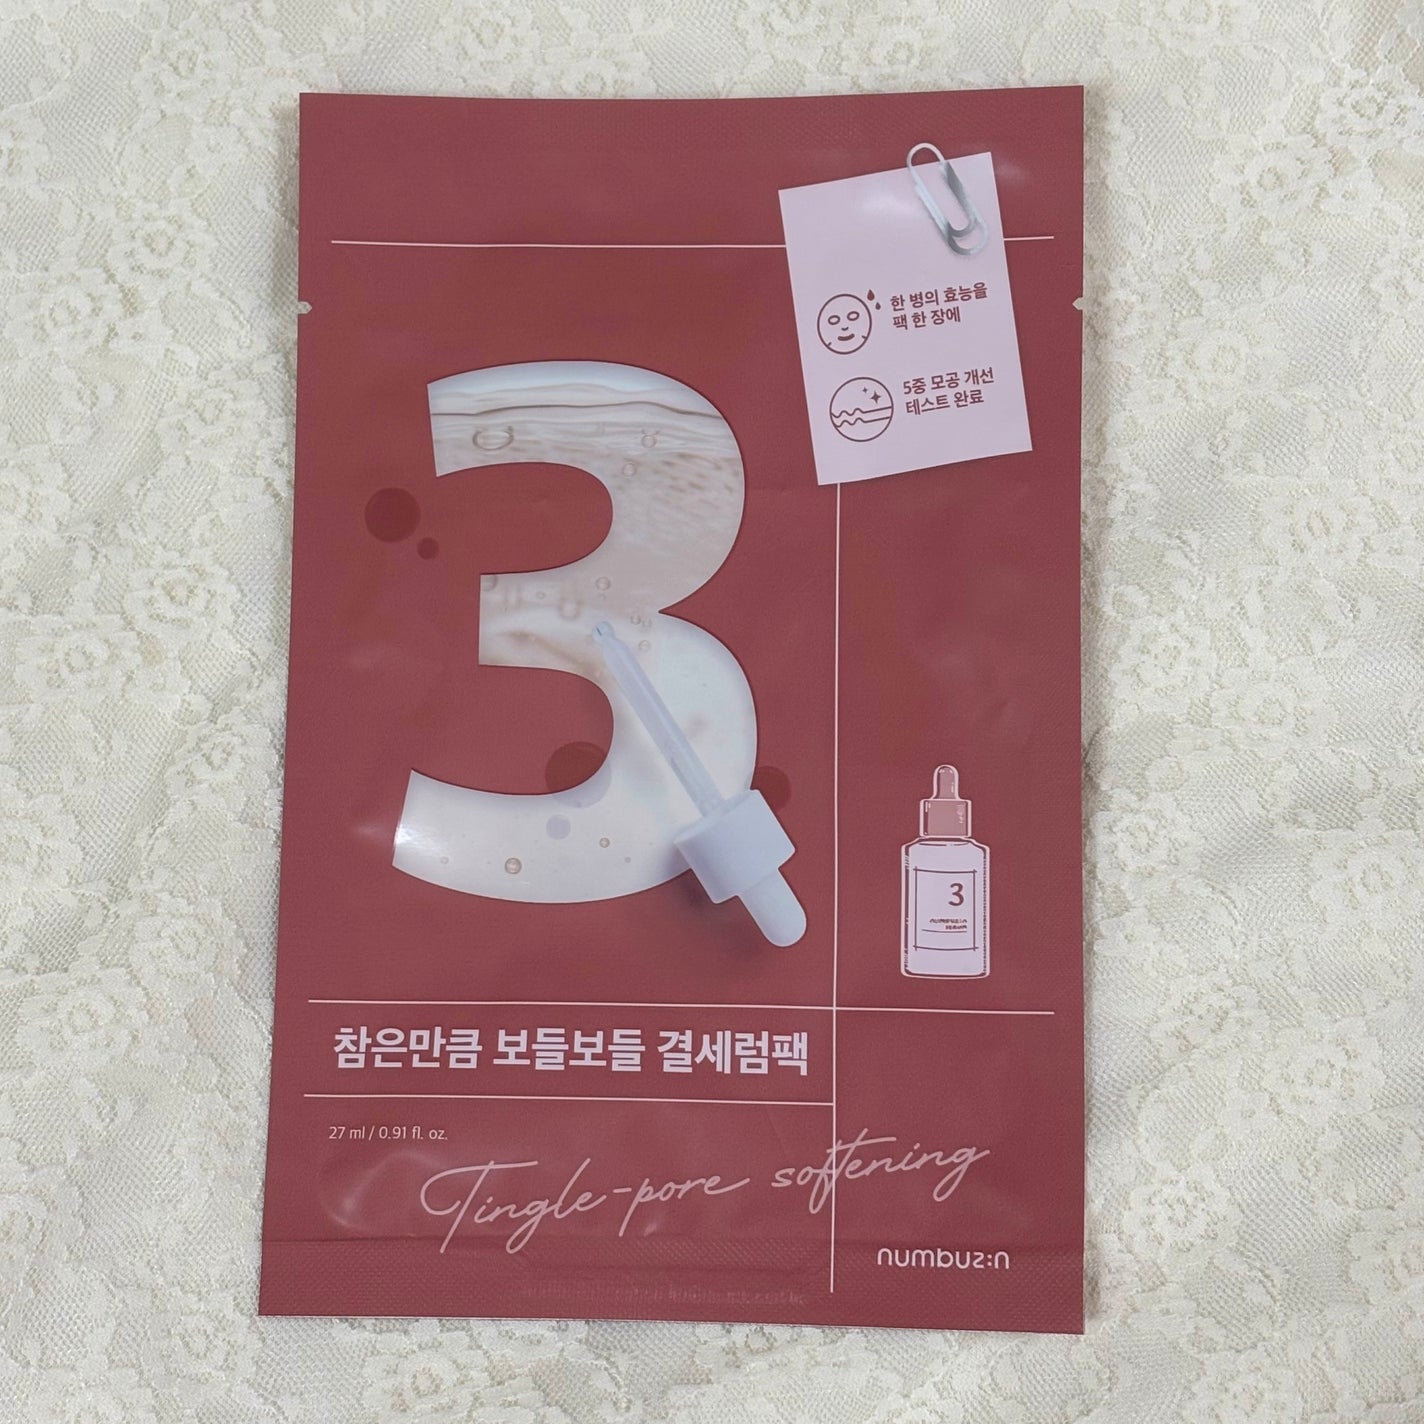 한 병의 효능을
팩 한 장에
5중 모공 개선
테스트 완료
3
3
numbuz:n
참은만큼 보들보들 결세럼팩
27 ml / 0.91 fl. oz.
Tingle-pore softening
numbuz:n